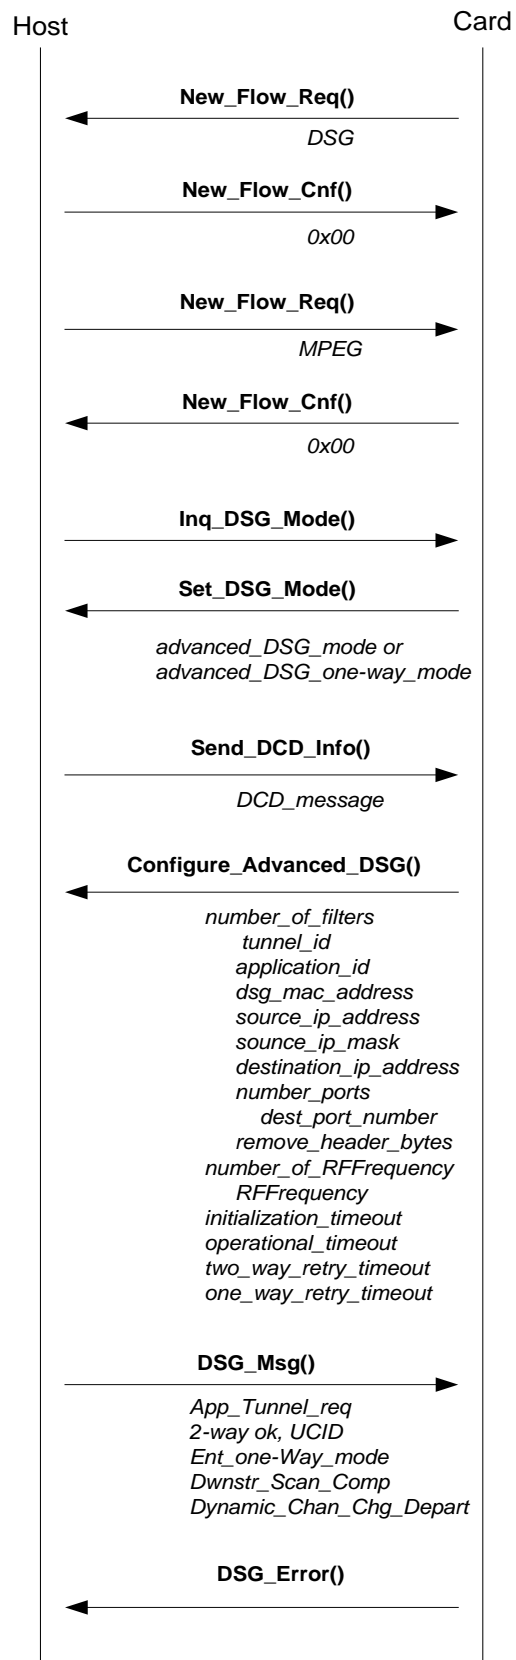 Host
Card
New_Flow_Req()
DSG
New_Flow_Cnf()
0x00
New_Flow_Req()
MPEG
New_Flow_Cnf()
0x00
Inq_DSG_Mode()
Set_DSG_Mode()
advanced_DSG_mode or
advanced_DSG_one-way_mode
Send_DCD_Info()
DCD_message
Configure_Advanced_DSG()
number_of_filters
tunnel_id
application_id
dsg_mac_address
source_ip_address
sounce_ip_mask
destination_ip_address
number_ports
dest_port_number
remove_header_bytes
number_of_RFFrequency
RFFrequency
initialization_timeout
operational_timeout
two_way_retry_timeout
one_way_retry_timeout
DSG_Msg()
App_Tunnel_req
2-way ok, UCID
Ent_one-Way_mode
Dwnstr_Scan_Comp
Dynamic_Chan_Chg_Depart
DSG_Error()